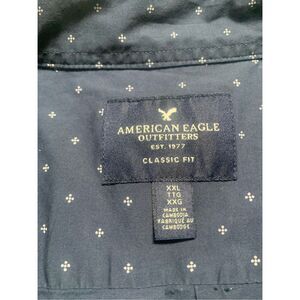 AMERICAN EAGLE
OUTFITTERS
EST. 1977
CLASSIC FIT
XXL
TTG
XXG
MADE IN
CAMBODIA
FABRIQUÉ AU
CAMBODGE